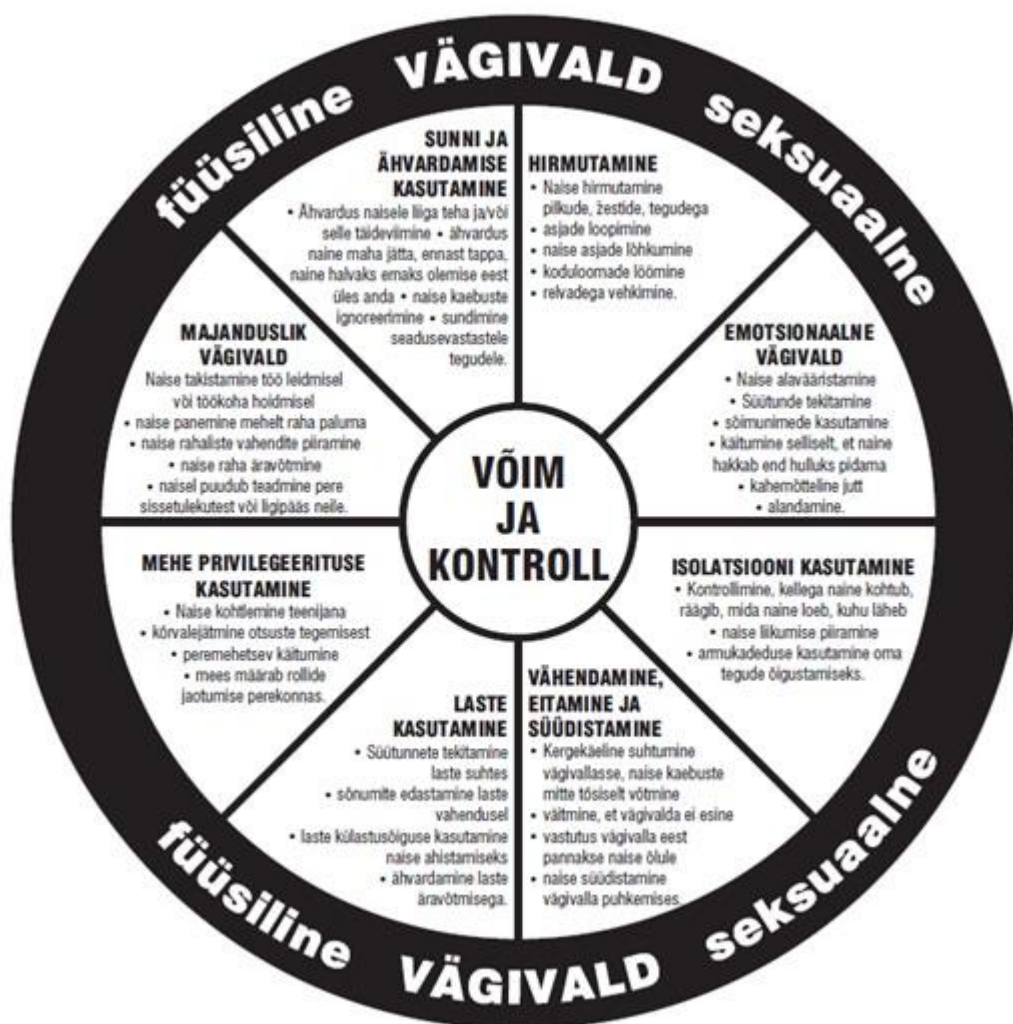 füüsiline VÄGIVALD seksuaalne
SUNNI JA
ÄHVARDAMISE
KASUTAMINE
• Ähvardus naisele liiga teha ja/või
selle täideviimine • ähvardus
naine maha jätta, ennast tappa,
naine halvaks emaks olemise eest
üles anda • naise kaebuste
ignoreerimine • sundimine
seadusevastastele
tegudele.
HIRMUTAMINE
• Naise hirmutamine
pilkude, žestide, tegudega
• asjade loopimine
• naise asjade lõhkumine
• koduloomade löömine
• relvadega vehkimine.
MAJANDUSLIK
VÄGIVALD
Naise takistamine töö leidmisel
või töökoha hoidmisel
• naise panemine mehelt raha paluma
• naise rahaliste vahendite piiramine
• naise raha äravõtmine
• naisel puudub teadmine pere
sissetulekutest või ligipääs neile.
EMOTSIONAALNE
VÄGIVALD
• Naise alavääristamine
• Süütunde tekitamine
• sõimunimede kasutamine
• käitumine selliselt, et naine
hakkab end hulluks pidama
• kahemõtteline jutt
• alandamine.
VÕIM
JA
KONTROLL
MEHE PRIVILEGEERITUSE
KASUTAMINE
• Naise kohtlemine teenijana
• kõrvalejätmine otsuste tegemisest
• peremehetsev käitumine
• mees määrab rollide
jaotumise perekonnas.
ISOLATSIOONI KASUTAMINE
• Kontrollimine, kellega naine kohtub,
räägib, mida naine loeb, kuhu läheb
• naise liikumise piiramine
• armukadeduse kasutamine oma
tegude õigustamiseks.
LASTE
KASUTAMINE
• Süütunnete tekitamine
laste suhtes
• sõnumite edastamine laste
vahendusel
• laste külastusõiguse kasutamine
naise ahistamiseks
• ähvardamine laste
äravõtmisega.
VÄHENDAMINE,
EITAMINE JA
SÜÜDISTAMINE
• Kergekäeline suhtumine
vägivallasse, naise kaebuste
mitte tõsiselt võtmine
• väitmine, et vägivalda ei esine
• vastutus vägivalla eest
pannakse naise õlule
• naise süüdistamine
vägivalla puhkemises.
füüsiline VÄGIVALD seksuaalne